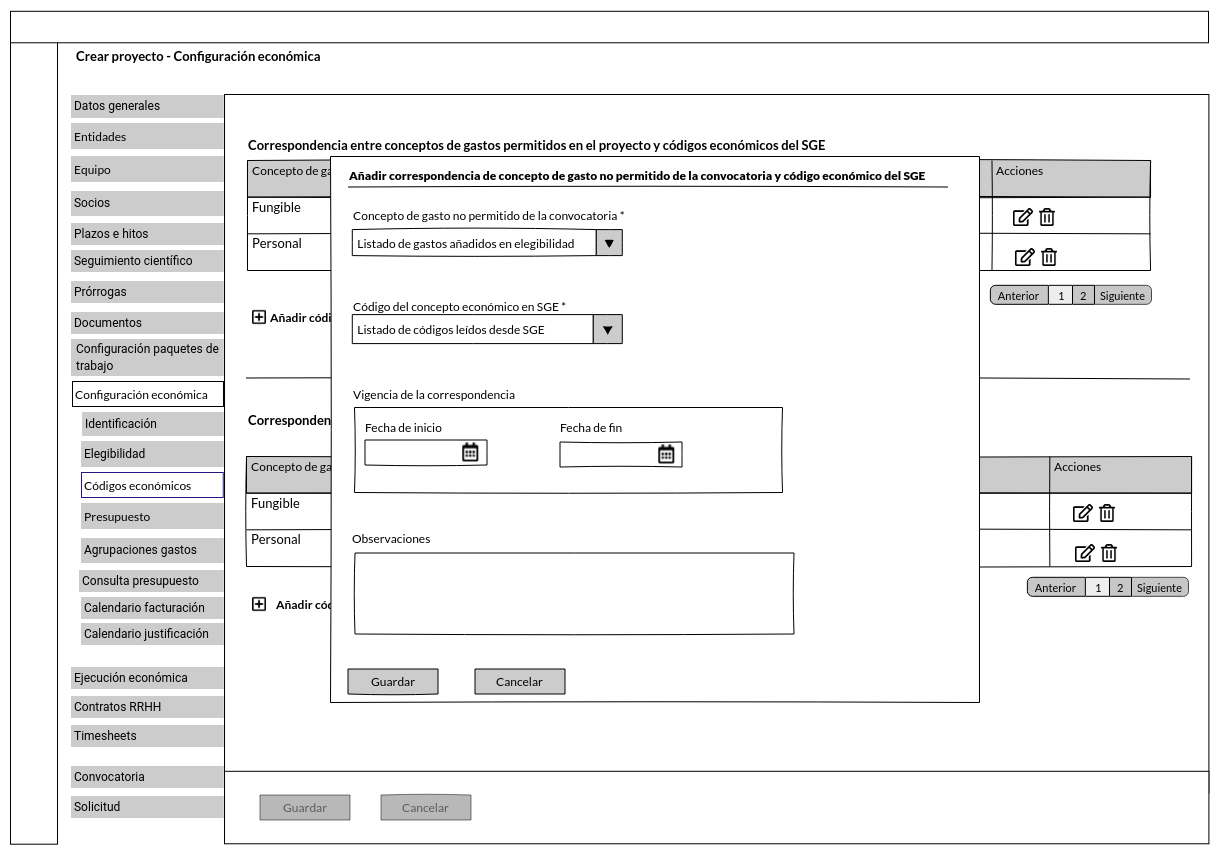 Crear proyecto - Configuración económica
Datos generales
Entidades
Equipo
Socios
Plazos e hitos
Seguimiento científico
Prórrogas
Documentos
Configuración paquetes de
trabajo
Configuración económica
Identificación
Elegibilidad
Códigos económicos
Presupuesto
Agrupaciones gastos
Consulta presupuesto
Calendario facturación
Calendario justificación
Ejecución económica
Contratos RRHH
Timesheets
Convocatoria
Solicitud
Correspondencia entre conceptos de gastos permitidos en el proyecto y códigos económicos del SGE
Concepto de ga
Acciones
Fungible
Personal
Anterior 1 2 Siguiente
Añadir códi
Corresponden
Concepto de ga
Acciones
Fungible
Personal
Anterior 1 2 Siguiente
Añadir cód
Añadir correspondencia de concepto de gasto no permitido de la convocatoria y código económico del SGE
Concepto de gasto no permitido de la convocatoria *
Listado de gastos añadidos en elegibilidad
Código del concepto económico en SGE *
Listado de códigos leídos desde SGE
Vigencia de la correspondencia
Fecha de inicio
Fecha de fin
Observaciones
Guardar
Cancelar
Guardar
Cancelar